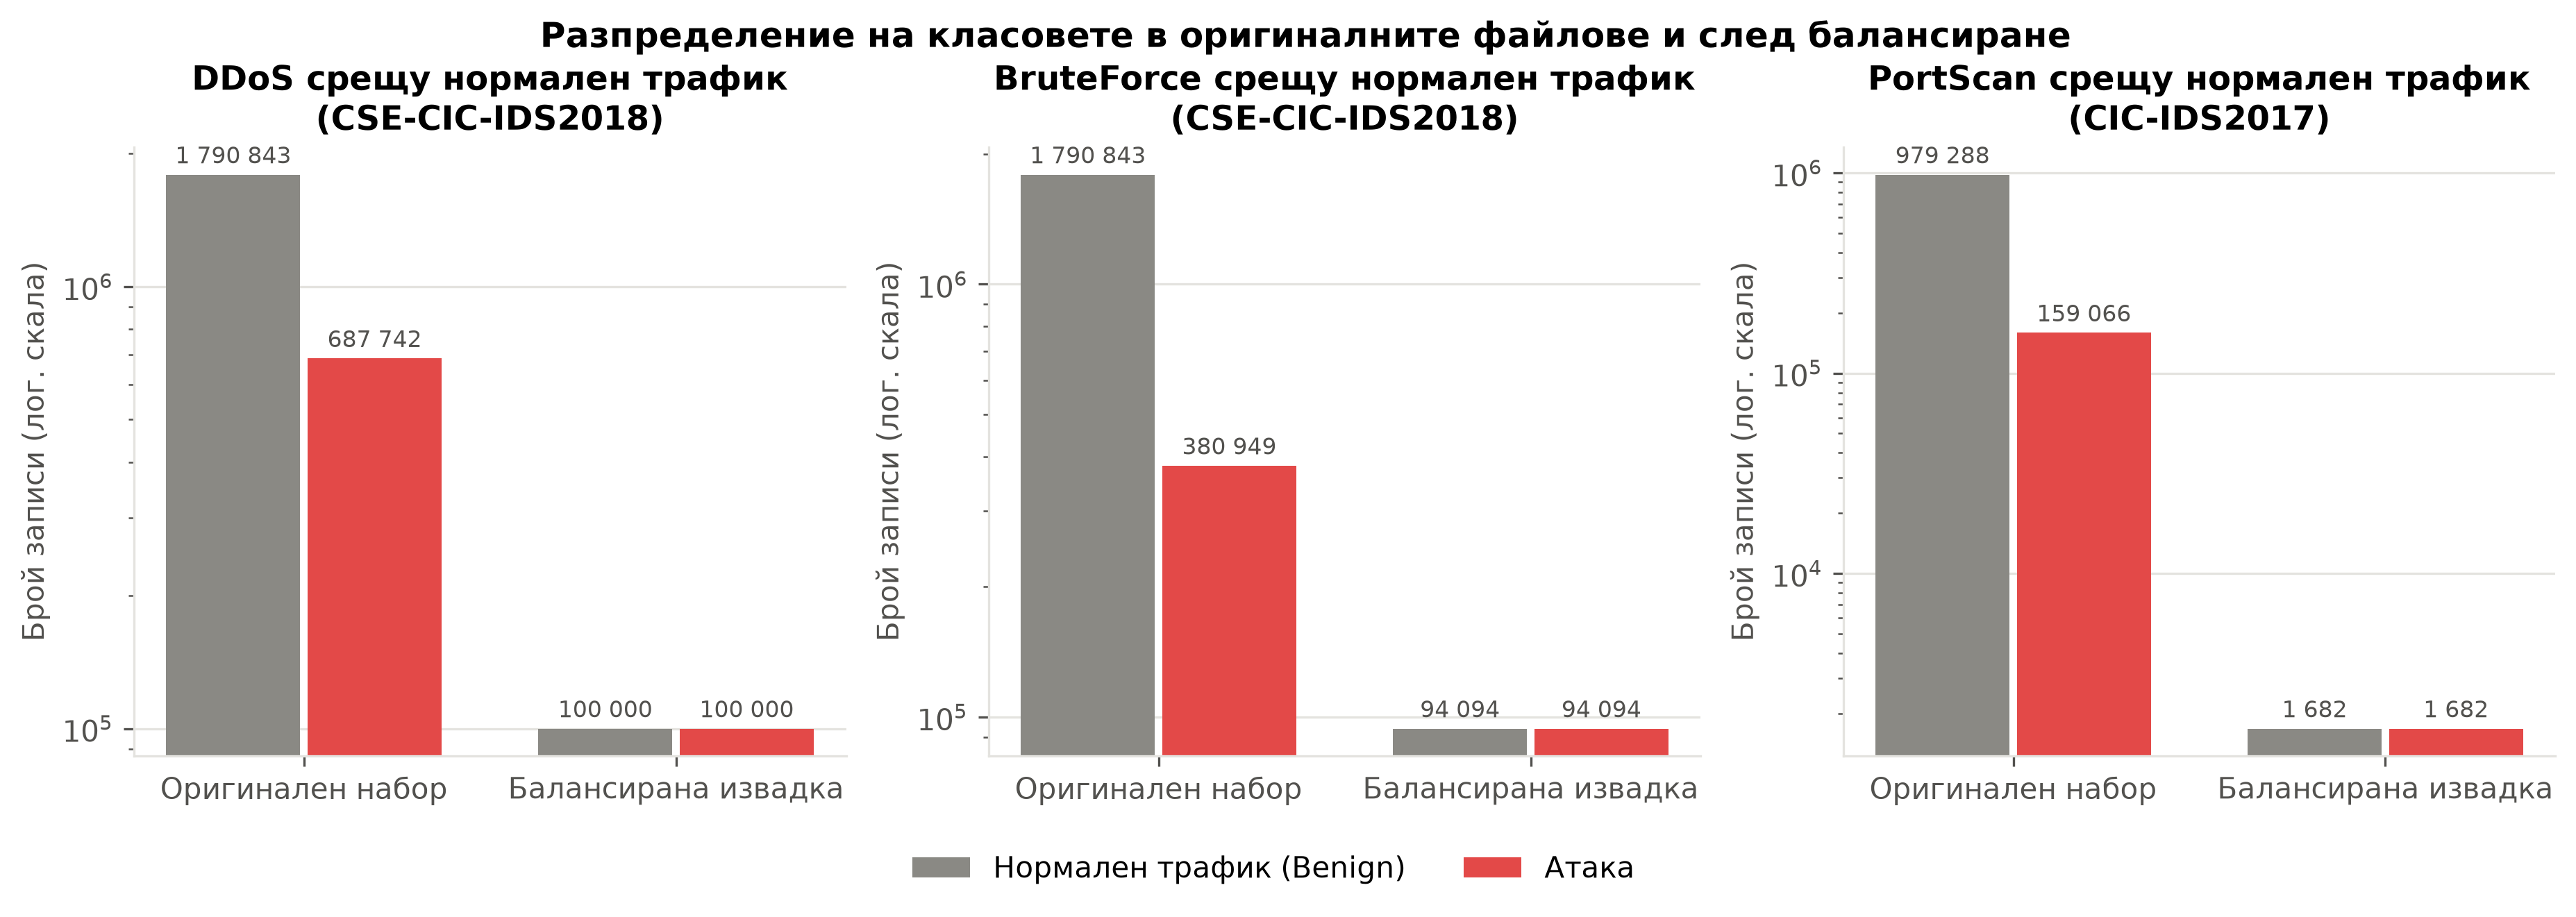 Разпределение на класовете в оригиналните файлове и след балансиране
DDoS срещу нормален трафик
(CSE-CIC-IDS2018)
Брой записи (лог. скала)
10⁶
10⁵
1 790 843
687 742
100 000
100 000
Оригинален набор
Балансирана извадка
BruteForce срещу нормален трафик
(CSE-CIC-IDS2018)
Брой записи (лог. скала)
10⁶
10⁵
1 790 843
380 949
94 094
94 094
Оригинален набор
Балансирана извадка
PortScan срещу нормален трафик
(CIC-IDS2017)
Брой записи (лог. скала)
10⁶
10⁵
10⁴
979 288
159 066
1 682
1 682
Оригинален набор
Балансирана извадка
Нормален трафик (Benign)
Атака